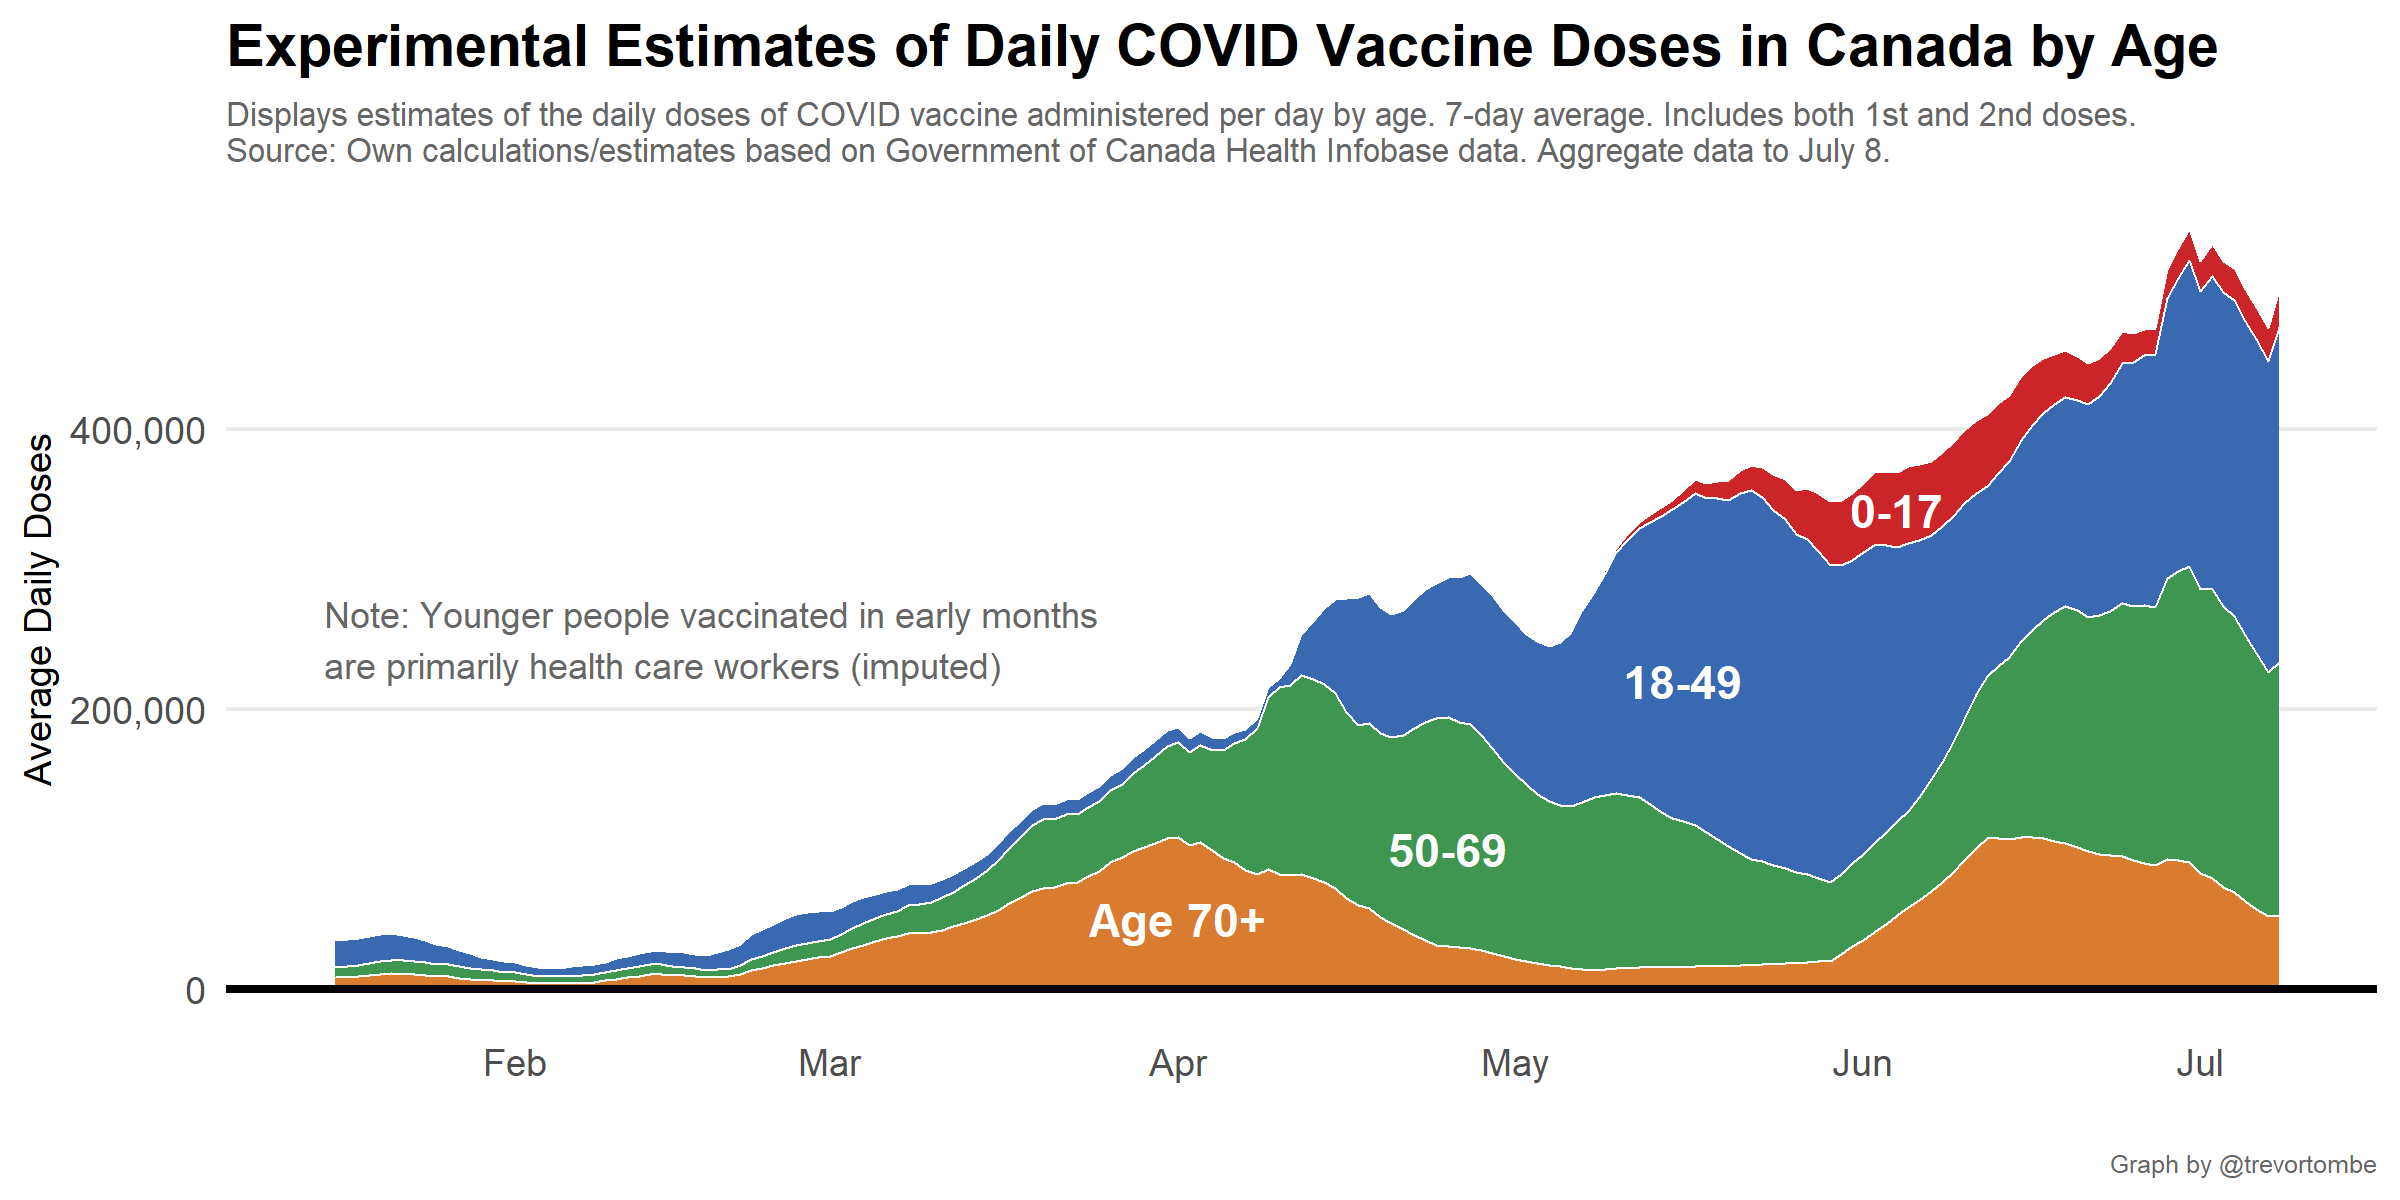 Experimental Estimates of Daily COVID Vaccine Doses in Canada by Age
Displays estimates of the daily doses of COVID vaccine administered per day by age. 7-day average. Includes both 1st and 2nd doses.
Source: Own calculations/estimates based on Government of Canada Health Infobase data. Aggregate data to July 8.
Average Daily Doses
400,000
200,000
0
Note: Younger people vaccinated in early months
are primarily health care workers (imputed)
0-17
18-49
50-69
Age 70+
Feb
Mar
Apr
May
Jun
Jul
Graph by @trevortombe